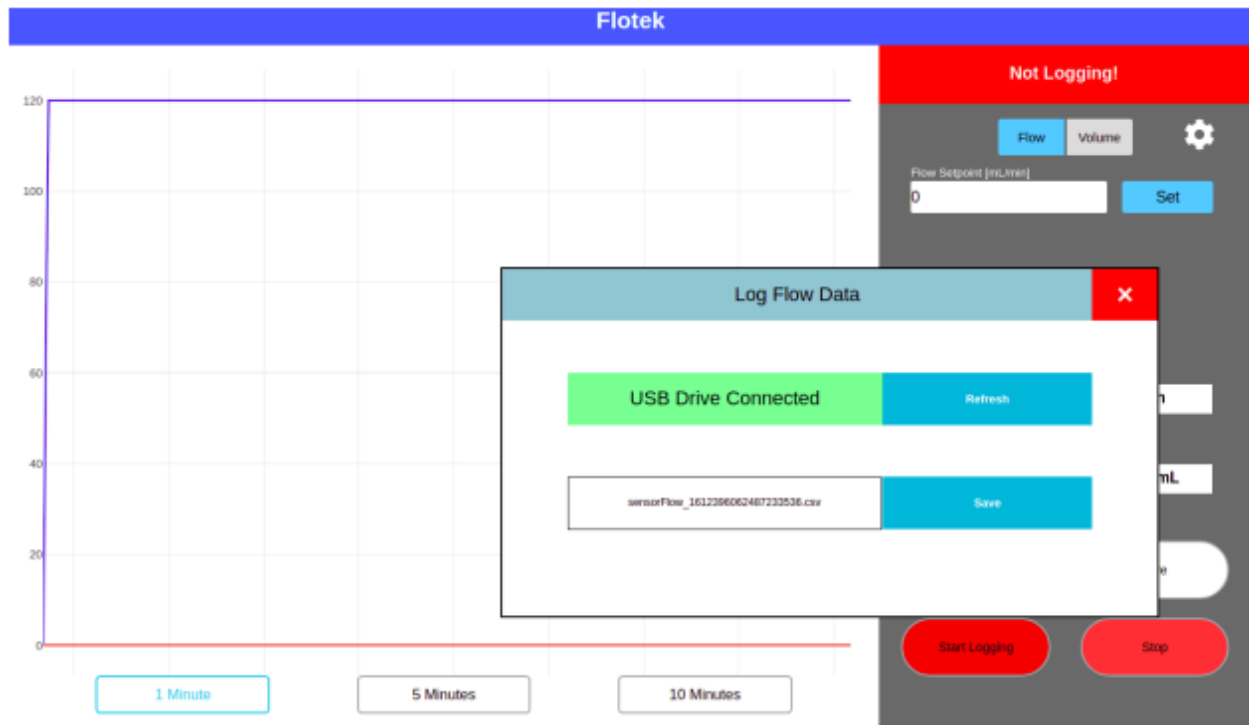 Flotek
Not Logging!
120
100
80
60
40
20
0
Flow
Volume
Flow Setpoint [mL/min]
0
Set
Log Flow Data
×
USB Drive Connected
Refresh
sensorFlow_1612396062487233536.csv
Save
mL
Start Logging
Stop
1 Minute
5 Minutes
10 Minutes